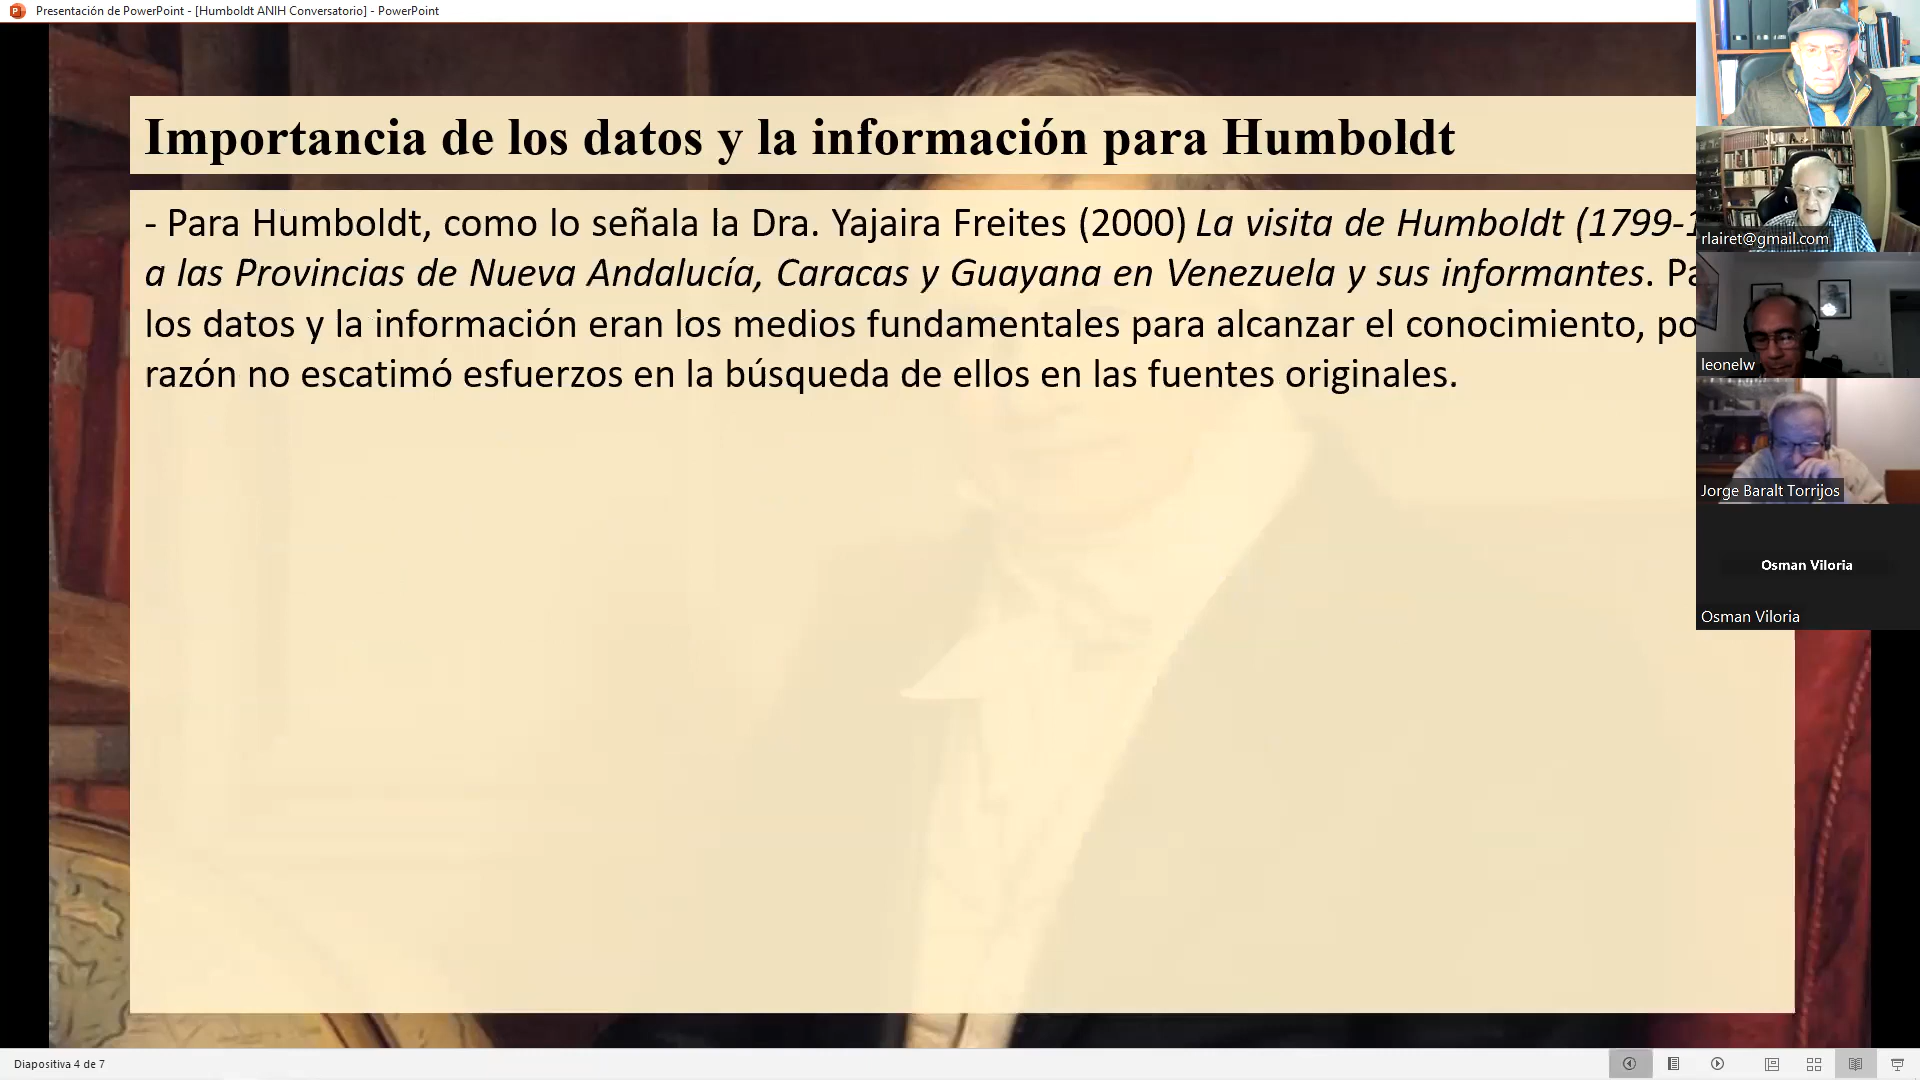 Presentación de PowerPoint - [Humboldt ANIH Conversatorio] - PowerPoint
Importancia de los datos y la información para Humboldt
- Para Humboldt, como lo señala la Dra. Yajaira Freites (2000) La visita de Humboldt (1799-
a las Provincias de Nueva Andalucía, Caracas y Guayana en Venezuela y sus informantes.
los datos y la información eran los medios fundamentales para alcanzar el conocimiento,
razón no escatimó esfuerzos en la búsqueda de ellos en las fuentes originales.
rlairet@gmail.com
leonelw
Jorge Baralt Torrijos
Osman Viloria
Osman Viloria
Diapositiva 4 de 7